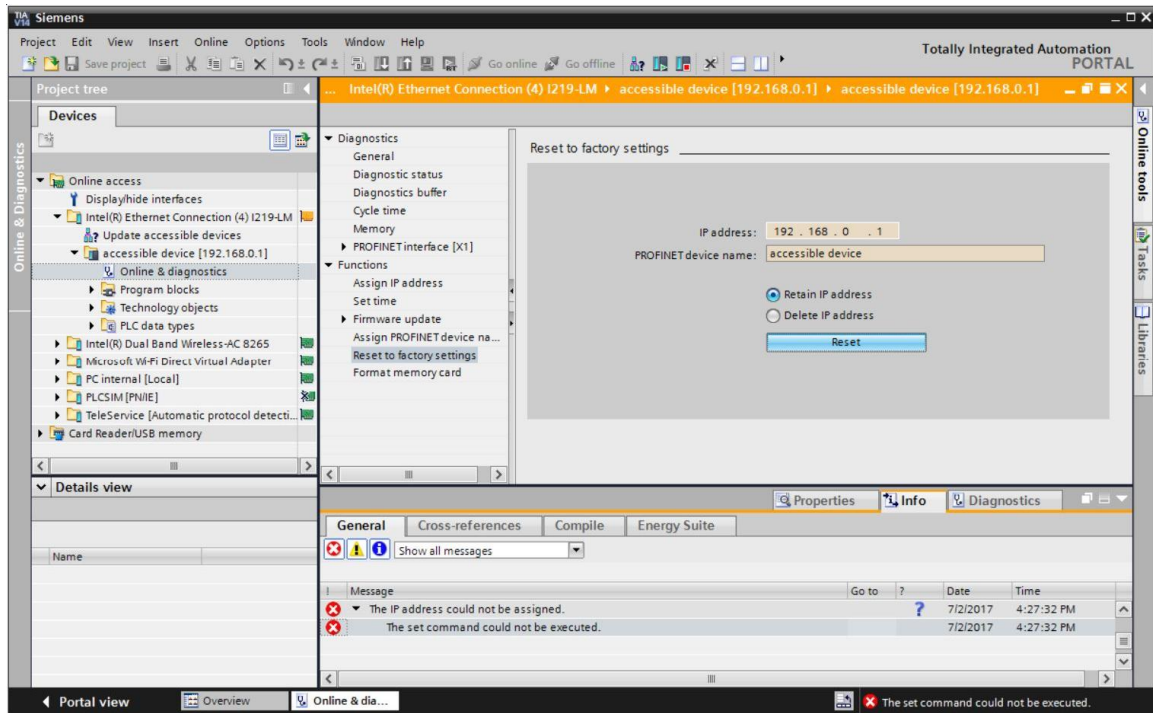 TIA
V14
Siemens
Project Edit View Insert Online Options Tools Window Help
Save project Go online Go offline
Totally Integrated Automation
PORTAL
Online & Diagnostics
Project tree
Devices
Online access
Display/hide interfaces
Intel(R) Ethernet Connection (4) I219-LM
Update accessible devices
accessible device [192.168.0.1]
Online & diagnostics
Program blocks
Technology objects
PLC data types
Intel(R) Dual Band Wireless-AC 8265
Microsoft Wi-Fi Direct Virtual Adapter
PC internal [Local]
PLCSIM [PN/IE]
TeleService [Automatic protocol detecti...
Card Reader/USB memory
Details view
Name
... Intel(R) Ethernet Connection (4) I219-LM accessible device [192.168.0.1] accessible device [192.168.0.1]
Diagnostics
General
Diagnostic status
Diagnostics buffer
Cycle time
Memory
PROFINET interface [X1]
Functions
Assign IP address
Set time
Firmware update
Assign PROFINET device na...
Reset to factory settings
Format memory card
Reset to factory settings
IP address: 192 . 168 . 0 . 1
PROFINET device name: accessible device
Retain IP address
Delete IP address
Reset
Properties Info Diagnostics
General Cross-references Compile Energy Suite
Show all messages
! Message Go to ? Date Time
The IP address could not be assigned. ? 7/2/2017 4:27:32 PM
The set command could not be executed. 7/2/2017 4:27:32 PM
Online tools
Tasks
Libraries
Portal view Overview Online & dia... The set command could not be executed.